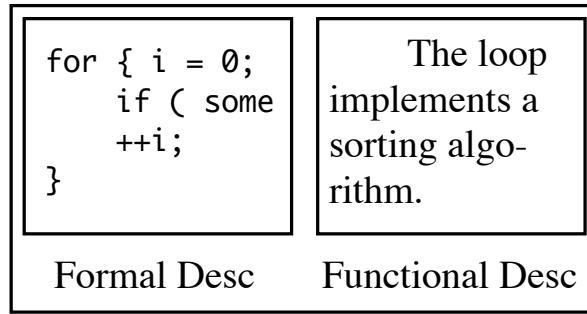 for { i = 0;
if ( some
++i;
}
The loop
implements a
sorting algo-
rithm.
Formal Desc
Functional Desc